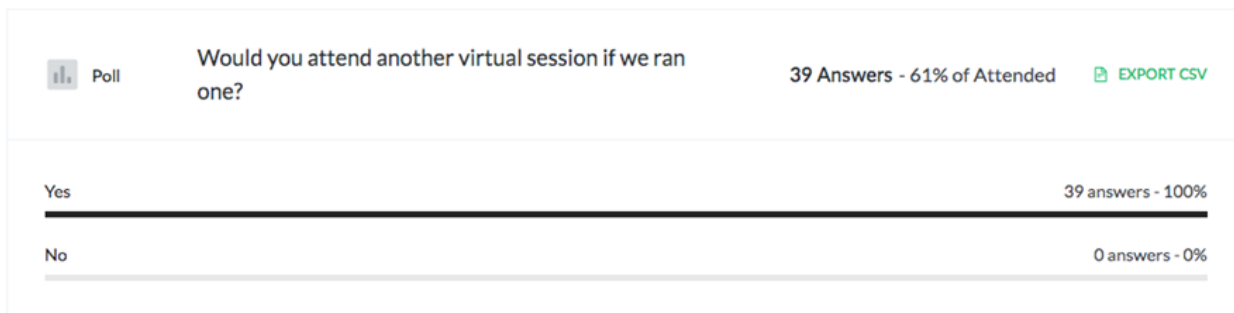 Poll
Would you attend another virtual session if we ran
one?
39 Answers - 61% of Attended
EXPORT CSV
Yes
39 answers - 100%
No
0 answers - 0%